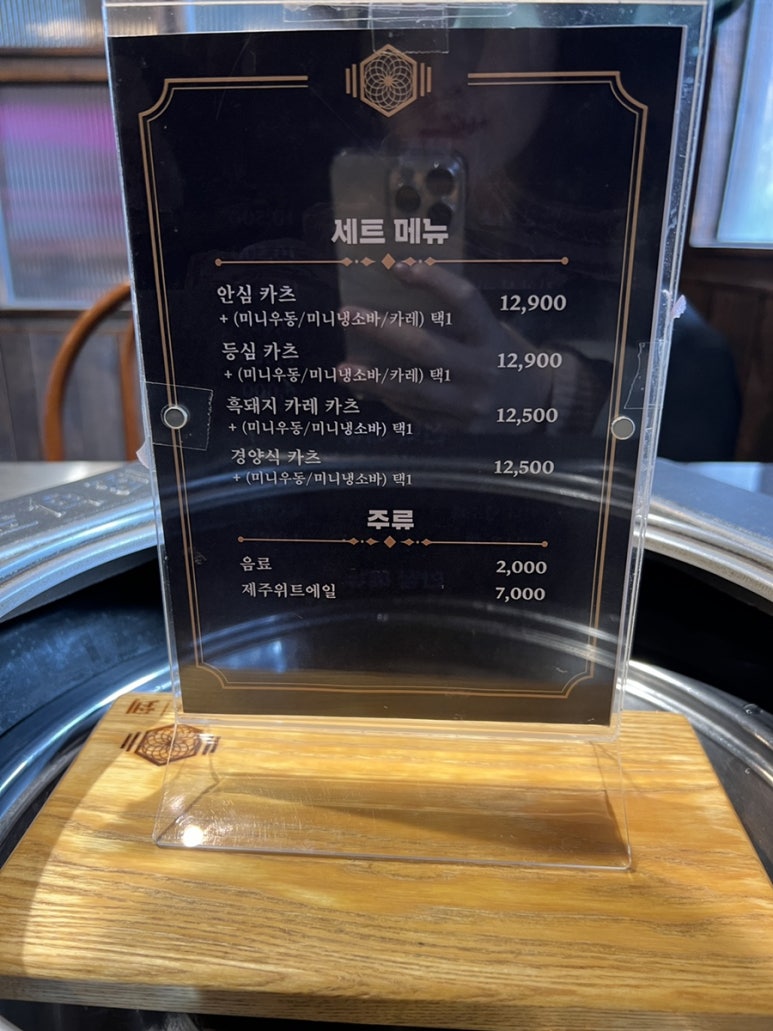 세트 메뉴
안심 카츠 12,900
+ (미니우동/미니냉소바/카레) 택1
등심 카츠 12,900
+ (미니우동/미니냉소바/카레) 택1
흑돼지 카레 카츠 12,500
+ (미니우동/미니냉소바) 택1
경양식 카츠 12,500
+ (미니우동/미니냉소바) 택1
주류
음료 2,000
제주위트에일 7,000